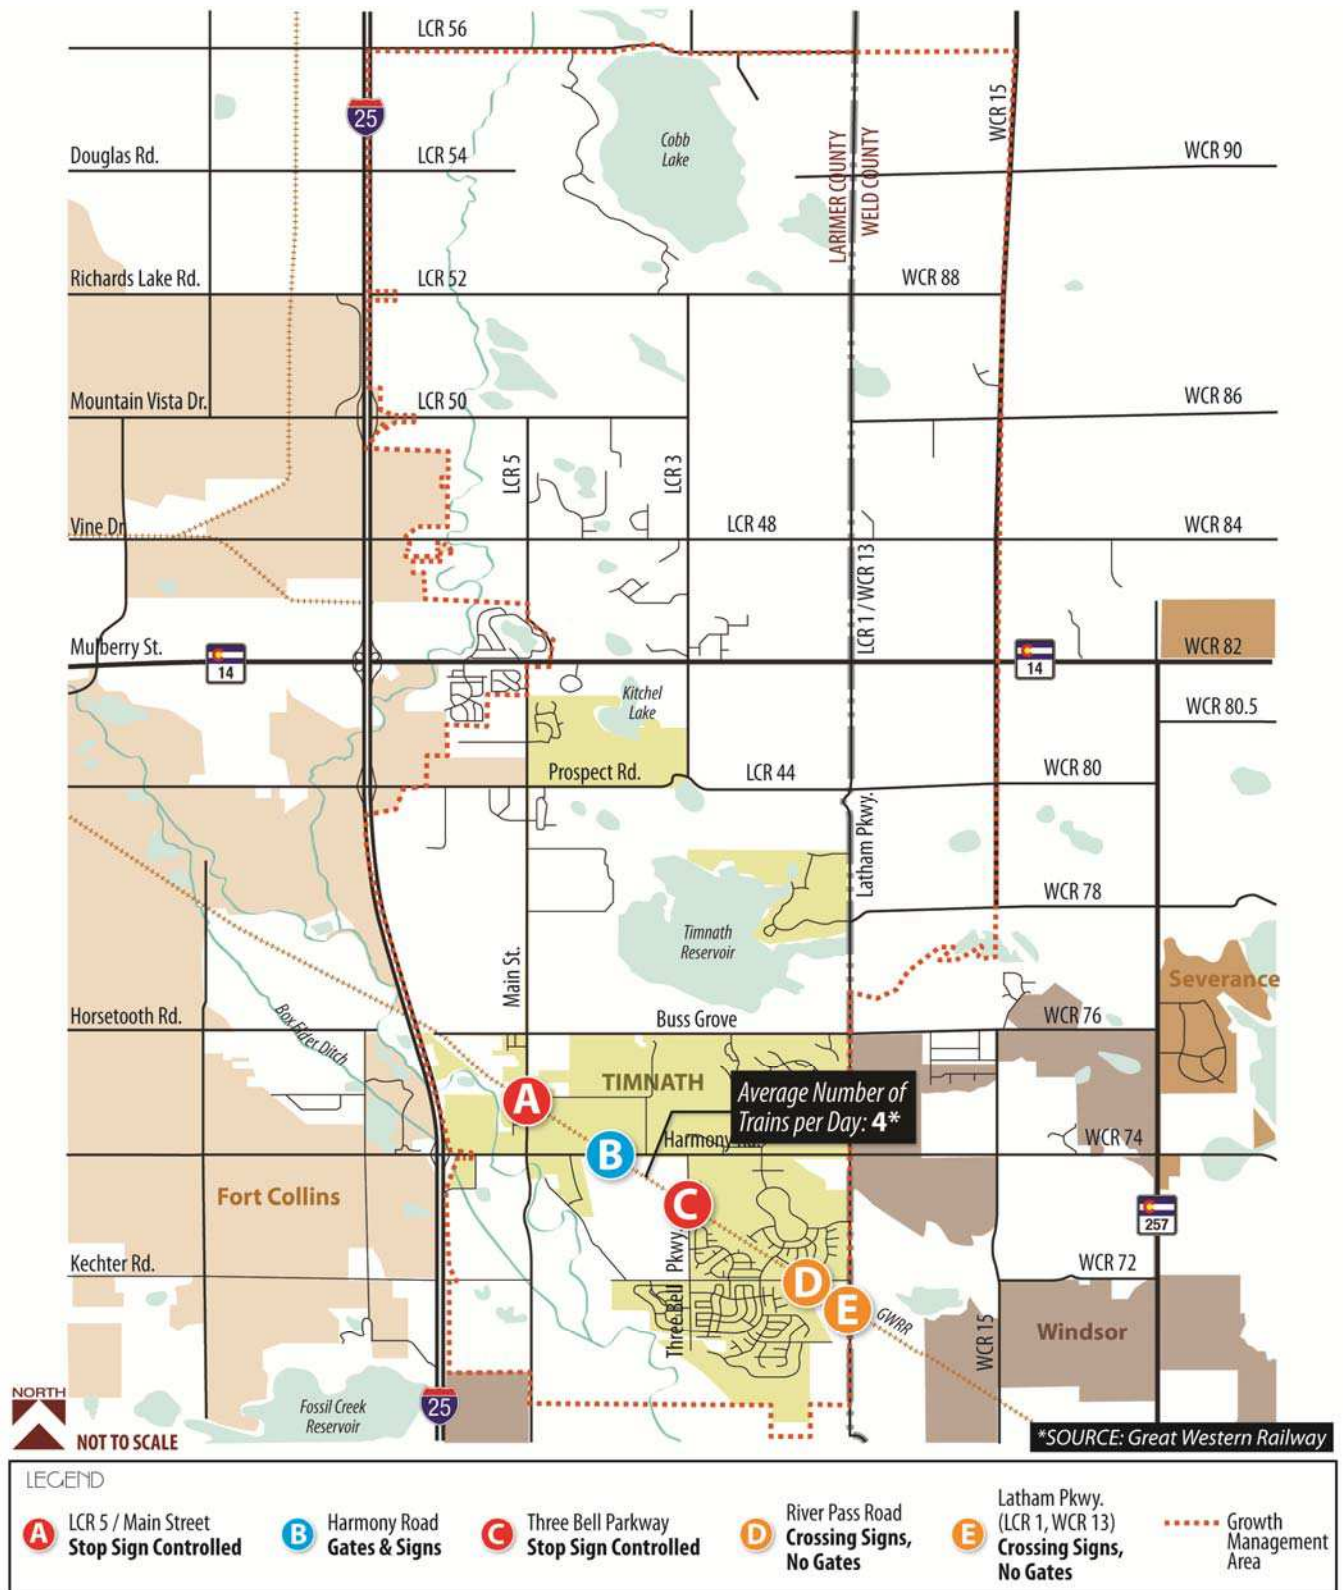 LCR 56
25
WCR 15
Cobb
Lake
Douglas Rd.
LCR 54
LARIMER COUNTY
WELD COUNTY
WCR 90
Richards Lake Rd.
LCR 52
WCR 88
Mountain Vista Dr.
LCR 50
WCR 86
LCR 5
LCR 3
Vine Dr
LCR 48
WCR 84
LCR 1 / WCR 13
Mulberry St.
14
14
WCR 82
Kitchel
Lake
WCR 80.5
Prospect Rd.
LCR 44
WCR 80
Latham Pkwy.
WCR 78
Timnath
Reservoir
Main St.
Severance
Horsetooth Rd.
Box Elder Ditch
Buss Grove
WCR 76
TIMNATH
A
Average Number of
Trains per Day: 4*
Harmony Rd.
B
WCR 74
Fort Collins
C
257
Kechter Rd.
Three Bell Pkwy.
D
E
GWRR
WCR 72
WCR 15
Windsor
NORTH
NOT TO SCALE
Fossil Creek
Reservoir
25
*SOURCE: Great Western Railway
LEGEND
A
LCR 5 / Main Street
Stop Sign Controlled
B
Harmony Road
Gates & Signs
C
Three Bell Parkway
Stop Sign Controlled
D
River Pass Road
Crossing Signs,
No Gates
E
Latham Pkwy.
(LCR 1, WCR 13)
Crossing Signs,
No Gates
Growth
Management
Area